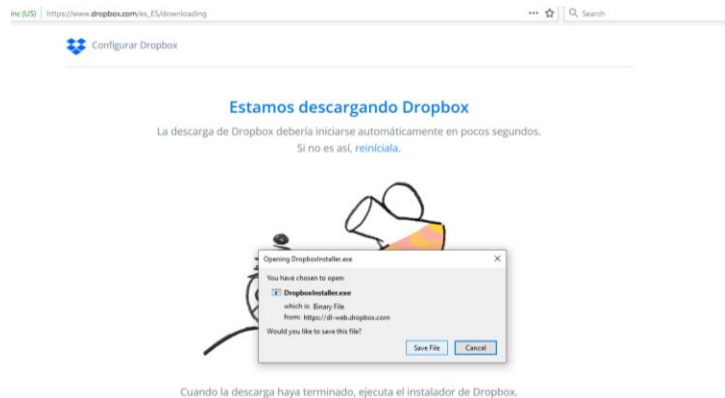 Inc (US) https://www.dropbox.com/es_ES/downloading Search
Configurar Dropbox
Estamos descargando Dropbox
La descarga de Dropbox debería iniciarse automáticamente en pocos segundos.
Si no es así, reiníciala.
Opening DropboxInstaller.exe
You have chosen to open:
DropboxInstaller.exe
which is: Binary File
from: https://dl-web.dropbox.com
Would you like to save this file?
Save File Cancel
Cuando la descarga haya terminado, ejecuta el instalador de Dropbox.